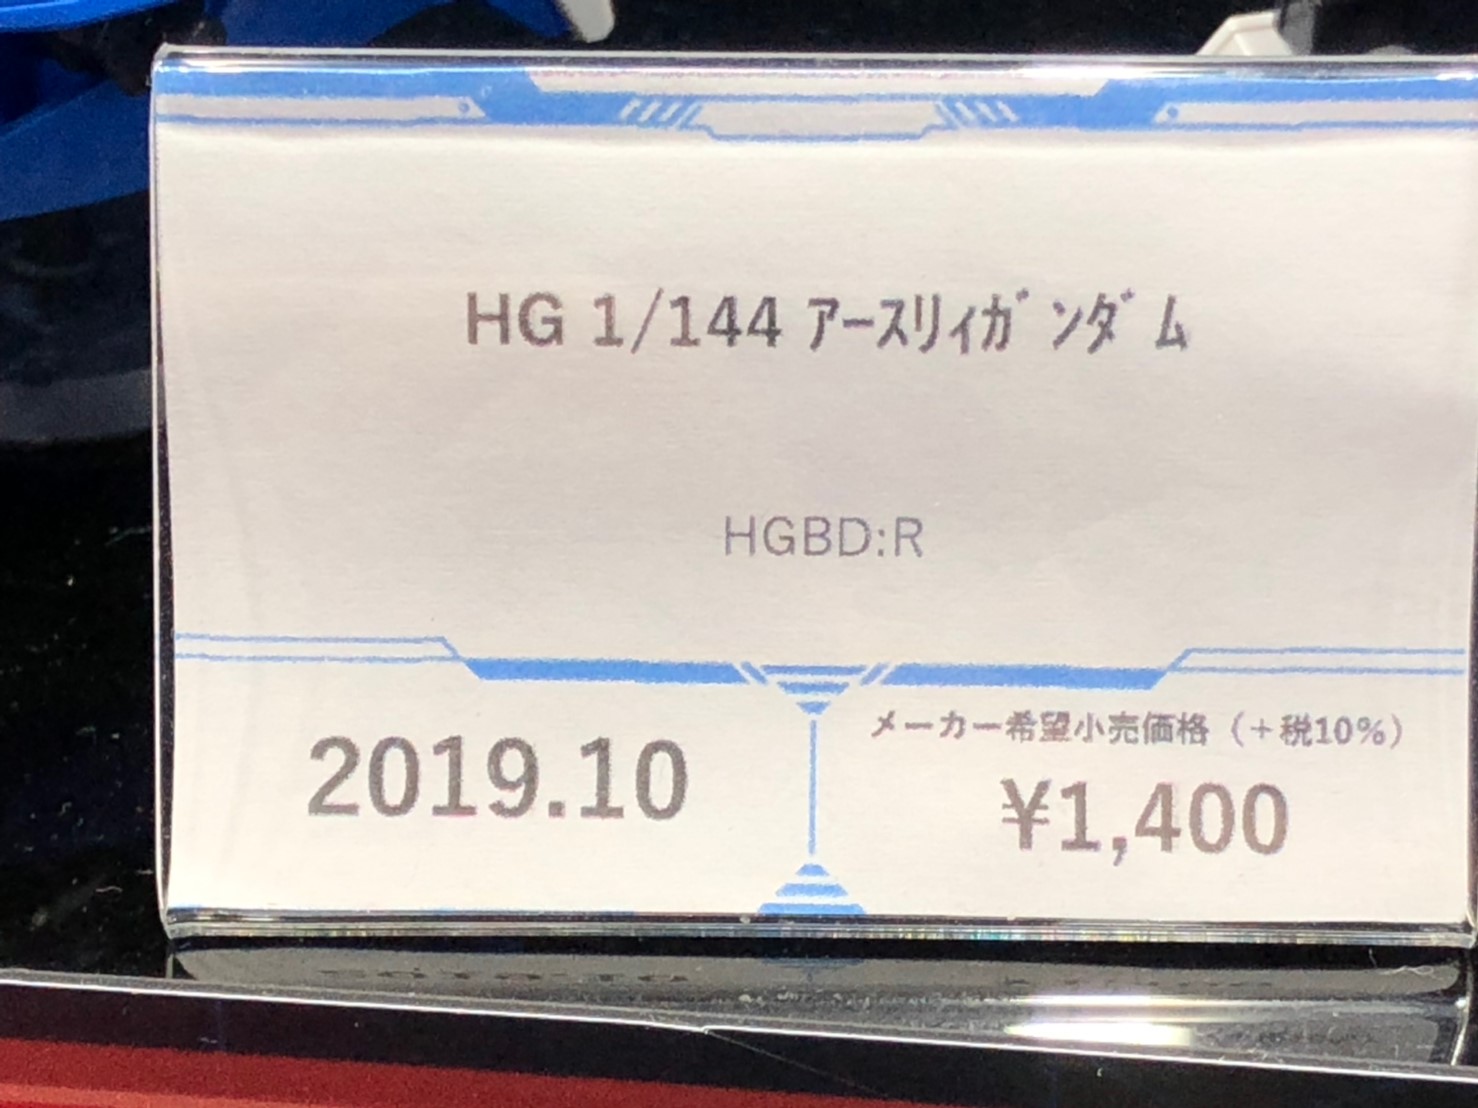 HG 1/144 ｱｰｽﾘｨｶﾞﾝﾀﾞﾑ
HGBD:R
2019.10
メーカー希望小売価格（+税10%）
¥1,400